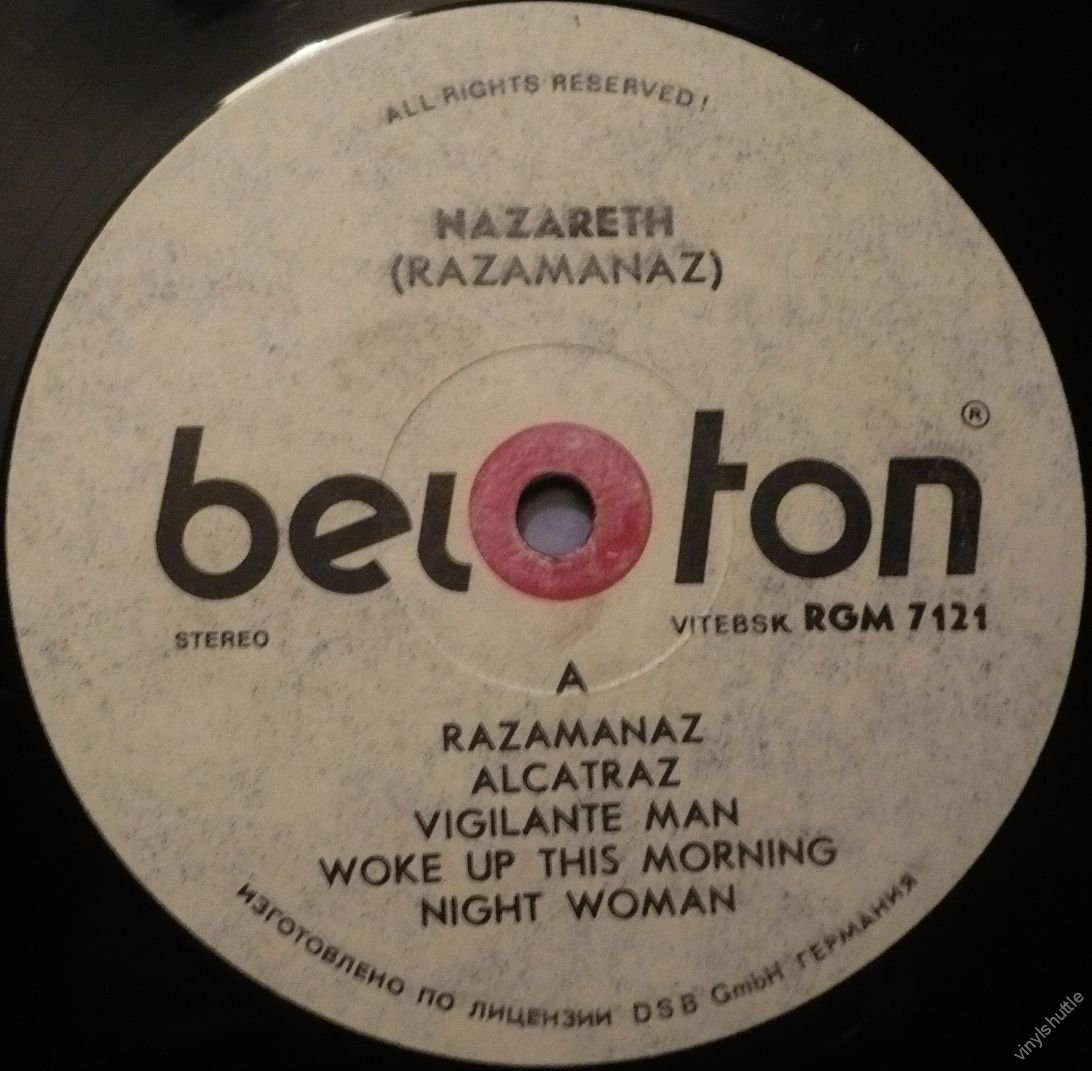 ALL RIGHTS RESERVED!
NAZARETH
(RAZAMANAZ)
beloton ®
STEREO
VITEBSK RGM 7121
A
RAZAMANAZ
ALCATRAZ
VIGILANTE MAN
WOKE UP THIS MORNING
NIGHT WOMAN
ИЗГОТОВЛЕНО ПО ЛИЦЕНЗИИ DSB GmbH ГЕРМАНИЯ
vinylshuttle